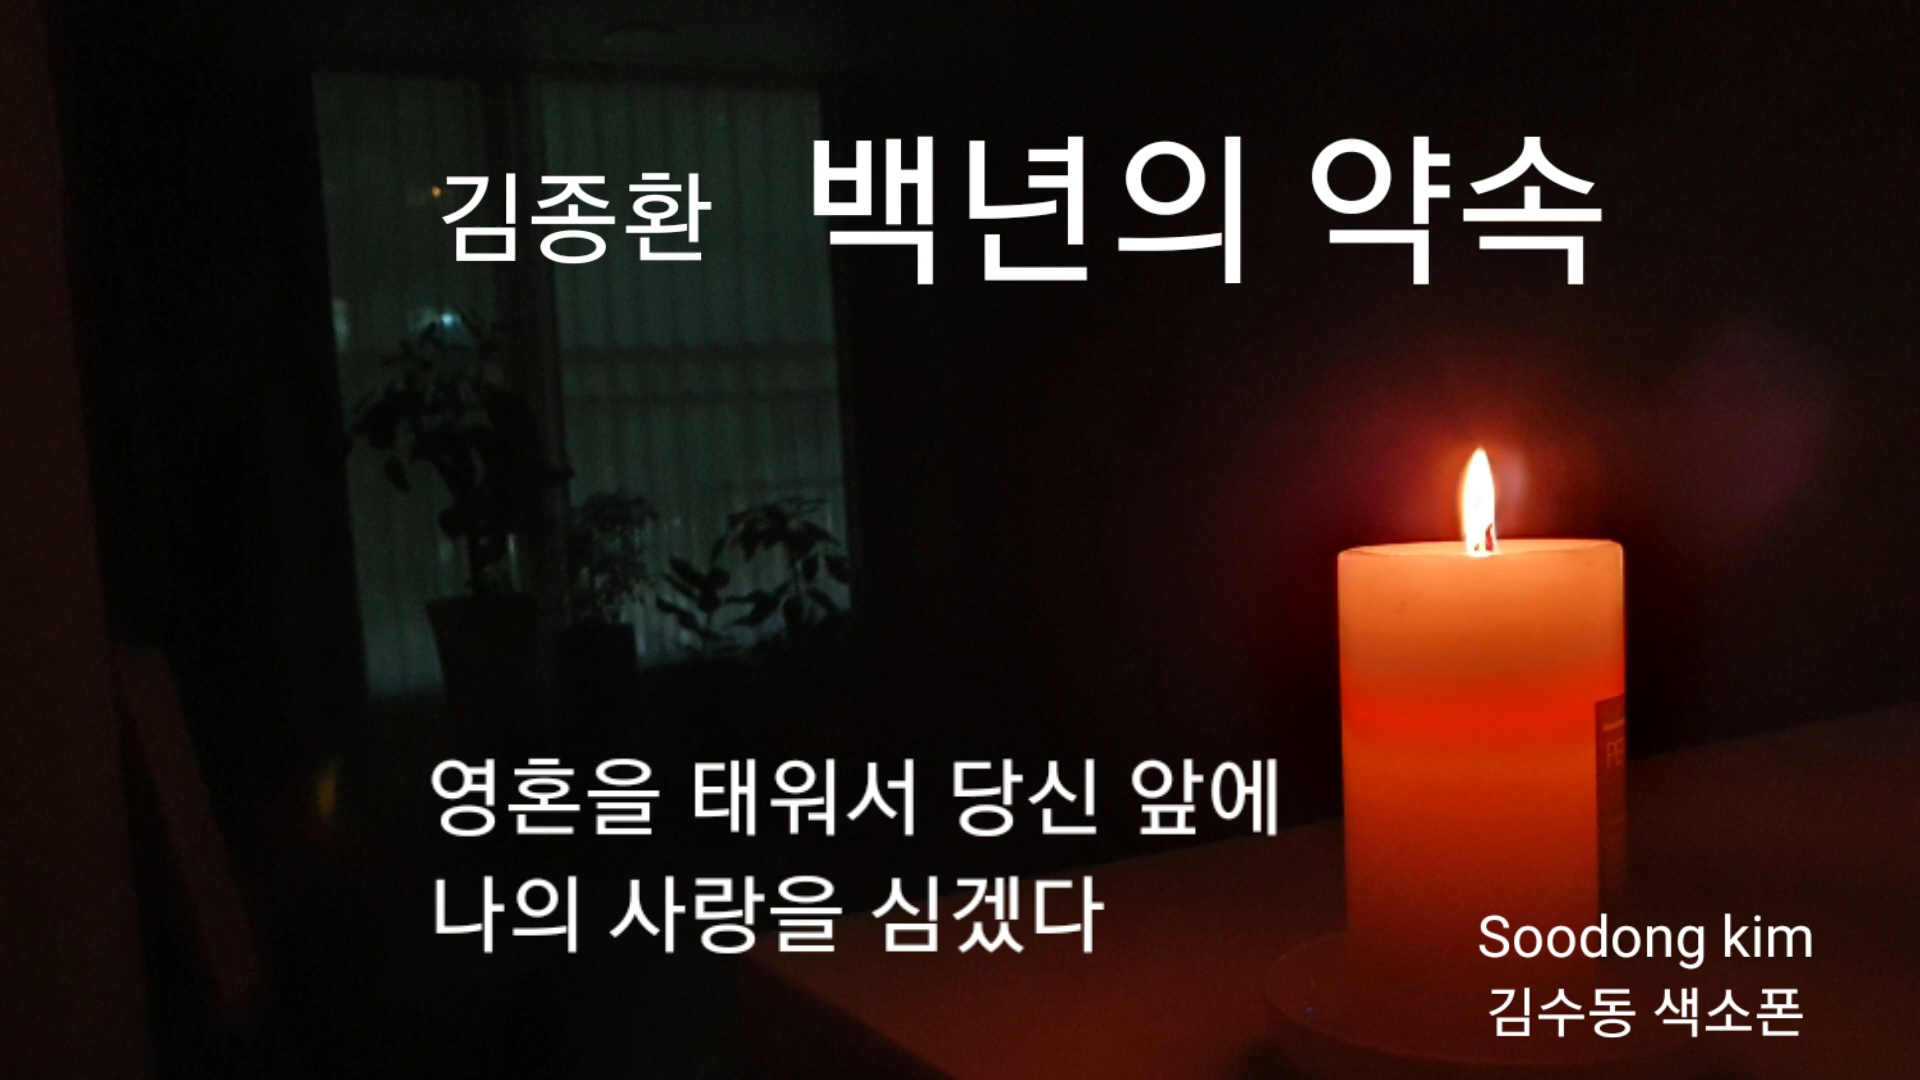 김종환 백년의 약속
영혼을 태워서 당신 앞에
나의 사랑을 심겠다
Soodong kim
김수동 색소폰